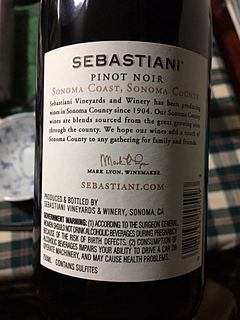 SEBASTIANI
PINOT NOIR
SONOMA COAST, SONOMA COUNTY
Sebastiani Vineyards and Winery has been producing
wines in Sonoma County since 1904. Our Sonoma County
wines are blends sourced from the great growing sites
through the county. We hope our wines add a touch of
Sonoma County to any gathering for family and friends.
MARK LYON, WINEMAKER
SEBASTIANI.COM
PRODUCED & BOTTLED BY
SEBASTIANI VINEYARDS & WINERY, SONOMA, CA
GOVERNMENT WARNING: (1) ACCORDING TO THE SURGEON GENERAL,
WOMEN SHOULD NOT DRINK ALCOHOLIC BEVERAGES DURING PREGNANCY
BECAUSE OF THE RISK OF BIRTH DEFECTS. (2) CONSUMPTION OF
ALCOHOLIC BEVERAGES IMPAIRS YOUR ABILITY TO DRIVE A CAR OR
OPERATE MACHINERY, AND MAY CAUSE HEALTH PROBLEMS.
750ML CONTAINS SULFITES